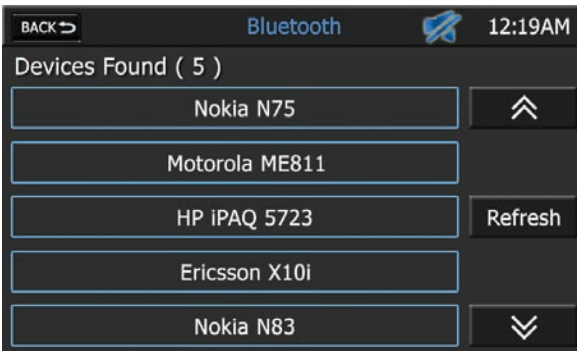 BACK Bluetooth 12:19AM
Devices Found ( 5 )
Nokia N75
Motorola ME811
HP iPAQ 5723
Refresh
Ericsson X10i
Nokia N83